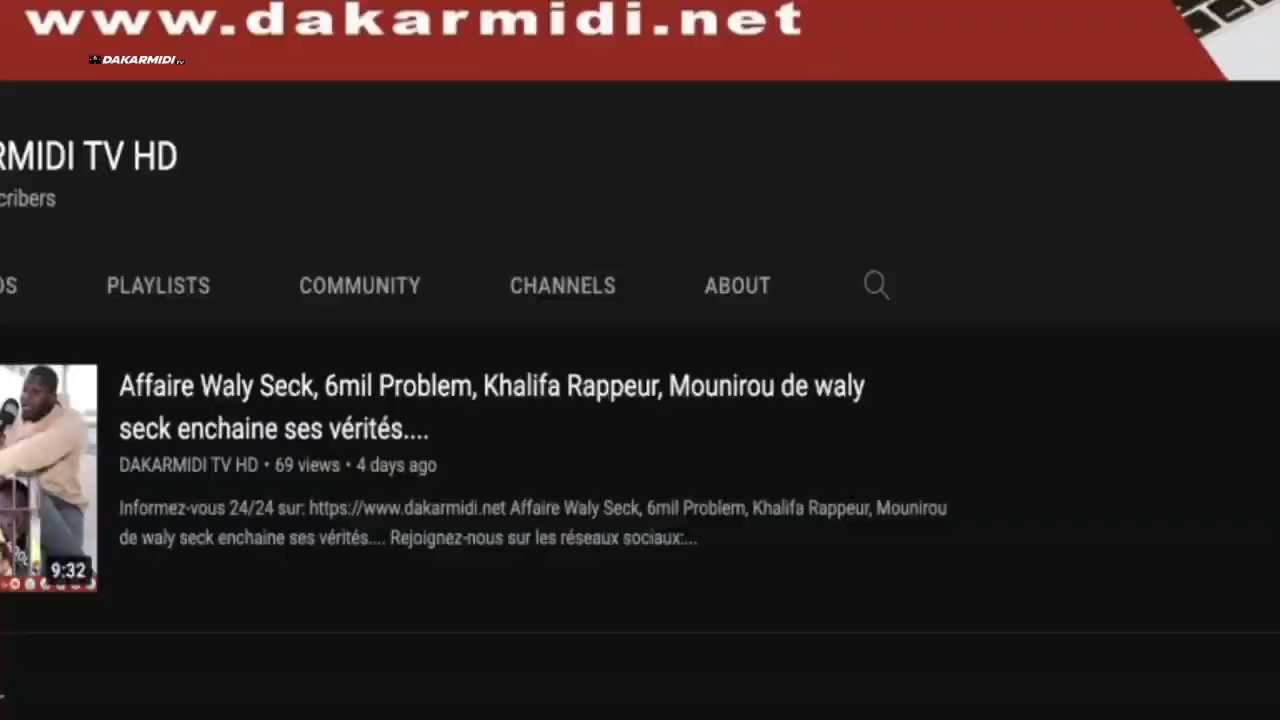 www.dakarmidi.net
DAKARMIDI TV
RMIDI TV HD
cribers
OS PLAYLISTS COMMUNITY CHANNELS ABOUT
Affaire Waly Seck, 6mil Problem, Khalifa Rappeur, Mounirou de waly
seck enchaine ses vérités....
DAKARMIDI TV HD • 69 views • 4 days ago
Informez-vous 24/24 sur: https://www.dakarmidi.net Affaire Waly Seck, 6mil Problem, Khalifa Rappeur, Mounirou
de waly seck enchaine ses vérités.... Rejoignez-nous sur les réseaux sociaux:...
9:32